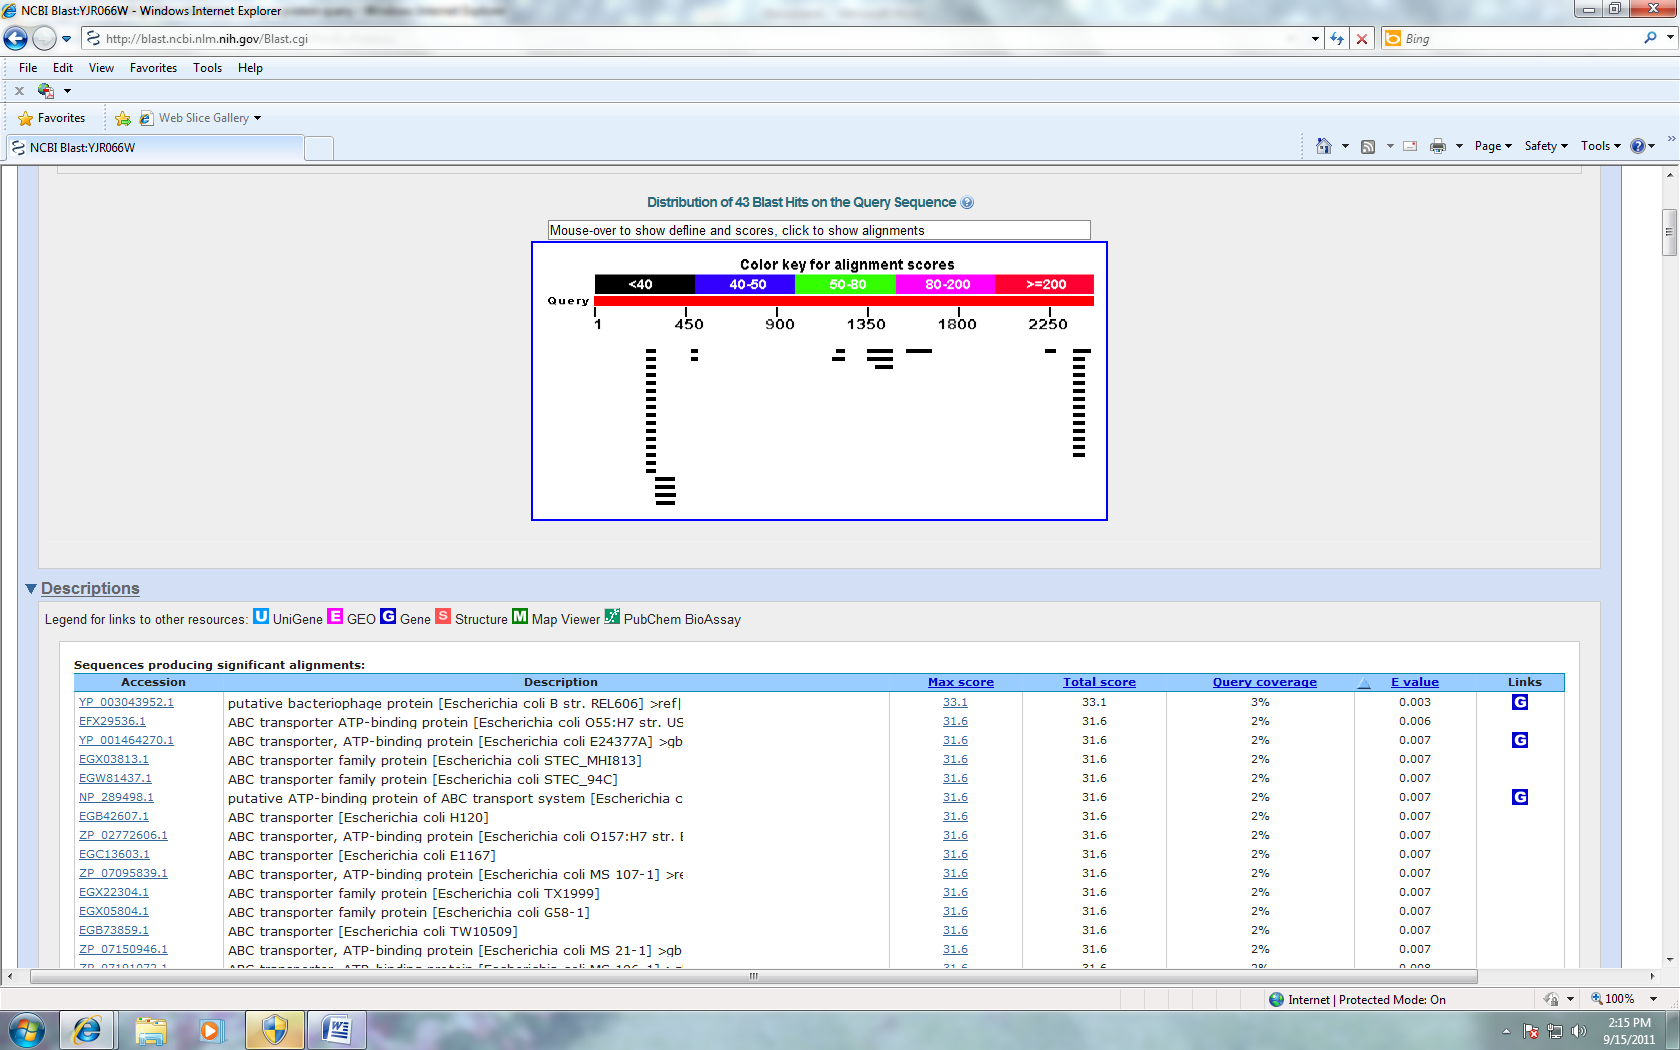 NCBI Blast:YJR066W - Windows Internet Explorer
http://blast.ncbi.nlm.nih.gov/Blast.cgi
Bing
File Edit View Favorites Tools Help
x
Favorites Web Slice Gallery
NCBI Blast:YJR066W
Page Safety Tools
Distribution of 43 Blast Hits on the Query Sequence
Mouse-over to show defline and scores, click to show alignments
Color key for alignment scores
<40 40-50 50-80 80-200 >=200
Query
1 450 900 1350 1800 2250
Descriptions
Legend for links to other resources: U UniGene E GEO G Gene S Structure M Map Viewer PubChem BioAssay
Sequences producing significant alignments:
Accession Description Max score Total score Query coverage E value Links
YP_003043952.1 putative bacteriophage protein [Escherichia coli B str. REL606] >ref| 33.1 33.1 3% 0.003 G
EFX29536.1 ABC transporter ATP-binding protein [Escherichia coli O55:H7 str. US 31.6 31.6 2% 0.006
YP_001464270.1 ABC transporter, ATP-binding protein [Escherichia coli E24377A] >gb 31.6 31.6 2% 0.007 G
EGX03813.1 ABC transporter family protein [Escherichia coli STEC_MHI813] 31.6 31.6 2% 0.007
EGW81437.1 ABC transporter family protein [Escherichia coli STEC_94C] 31.6 31.6 2% 0.007
NP_289498.1 putative ATP-binding protein of ABC transport system [Escherichia c 31.6 31.6 2% 0.007 G
EGB42607.1 ABC transporter [Escherichia coli H120] 31.6 31.6 2% 0.007
ZP_02772606.1 ABC transporter, ATP-binding protein [Escherichia coli O157:H7 str. E 31.6 31.6 2% 0.007
EGC13603.1 ABC transporter [Escherichia coli E1167] 31.6 31.6 2% 0.007
ZP_07095839.1 ABC transporter, ATP-binding protein [Escherichia coli MS 107-1] >re 31.6 31.6 2% 0.007
EGX22304.1 ABC transporter family protein [Escherichia coli TX1999] 31.6 31.6 2% 0.007
EGX05804.1 ABC transporter family protein [Escherichia coli G58-1] 31.6 31.6 2% 0.007
EGB73859.1 ABC transporter [Escherichia coli TW10509] 31.6 31.6 2% 0.007
ZP_07150946.1 ABC transporter, ATP-binding protein [Escherichia coli MS 21-1] >gb 31.6 31.6 2% 0.007
Internet | Protected Mode: On 100%
2:15 PM
9/15/2011